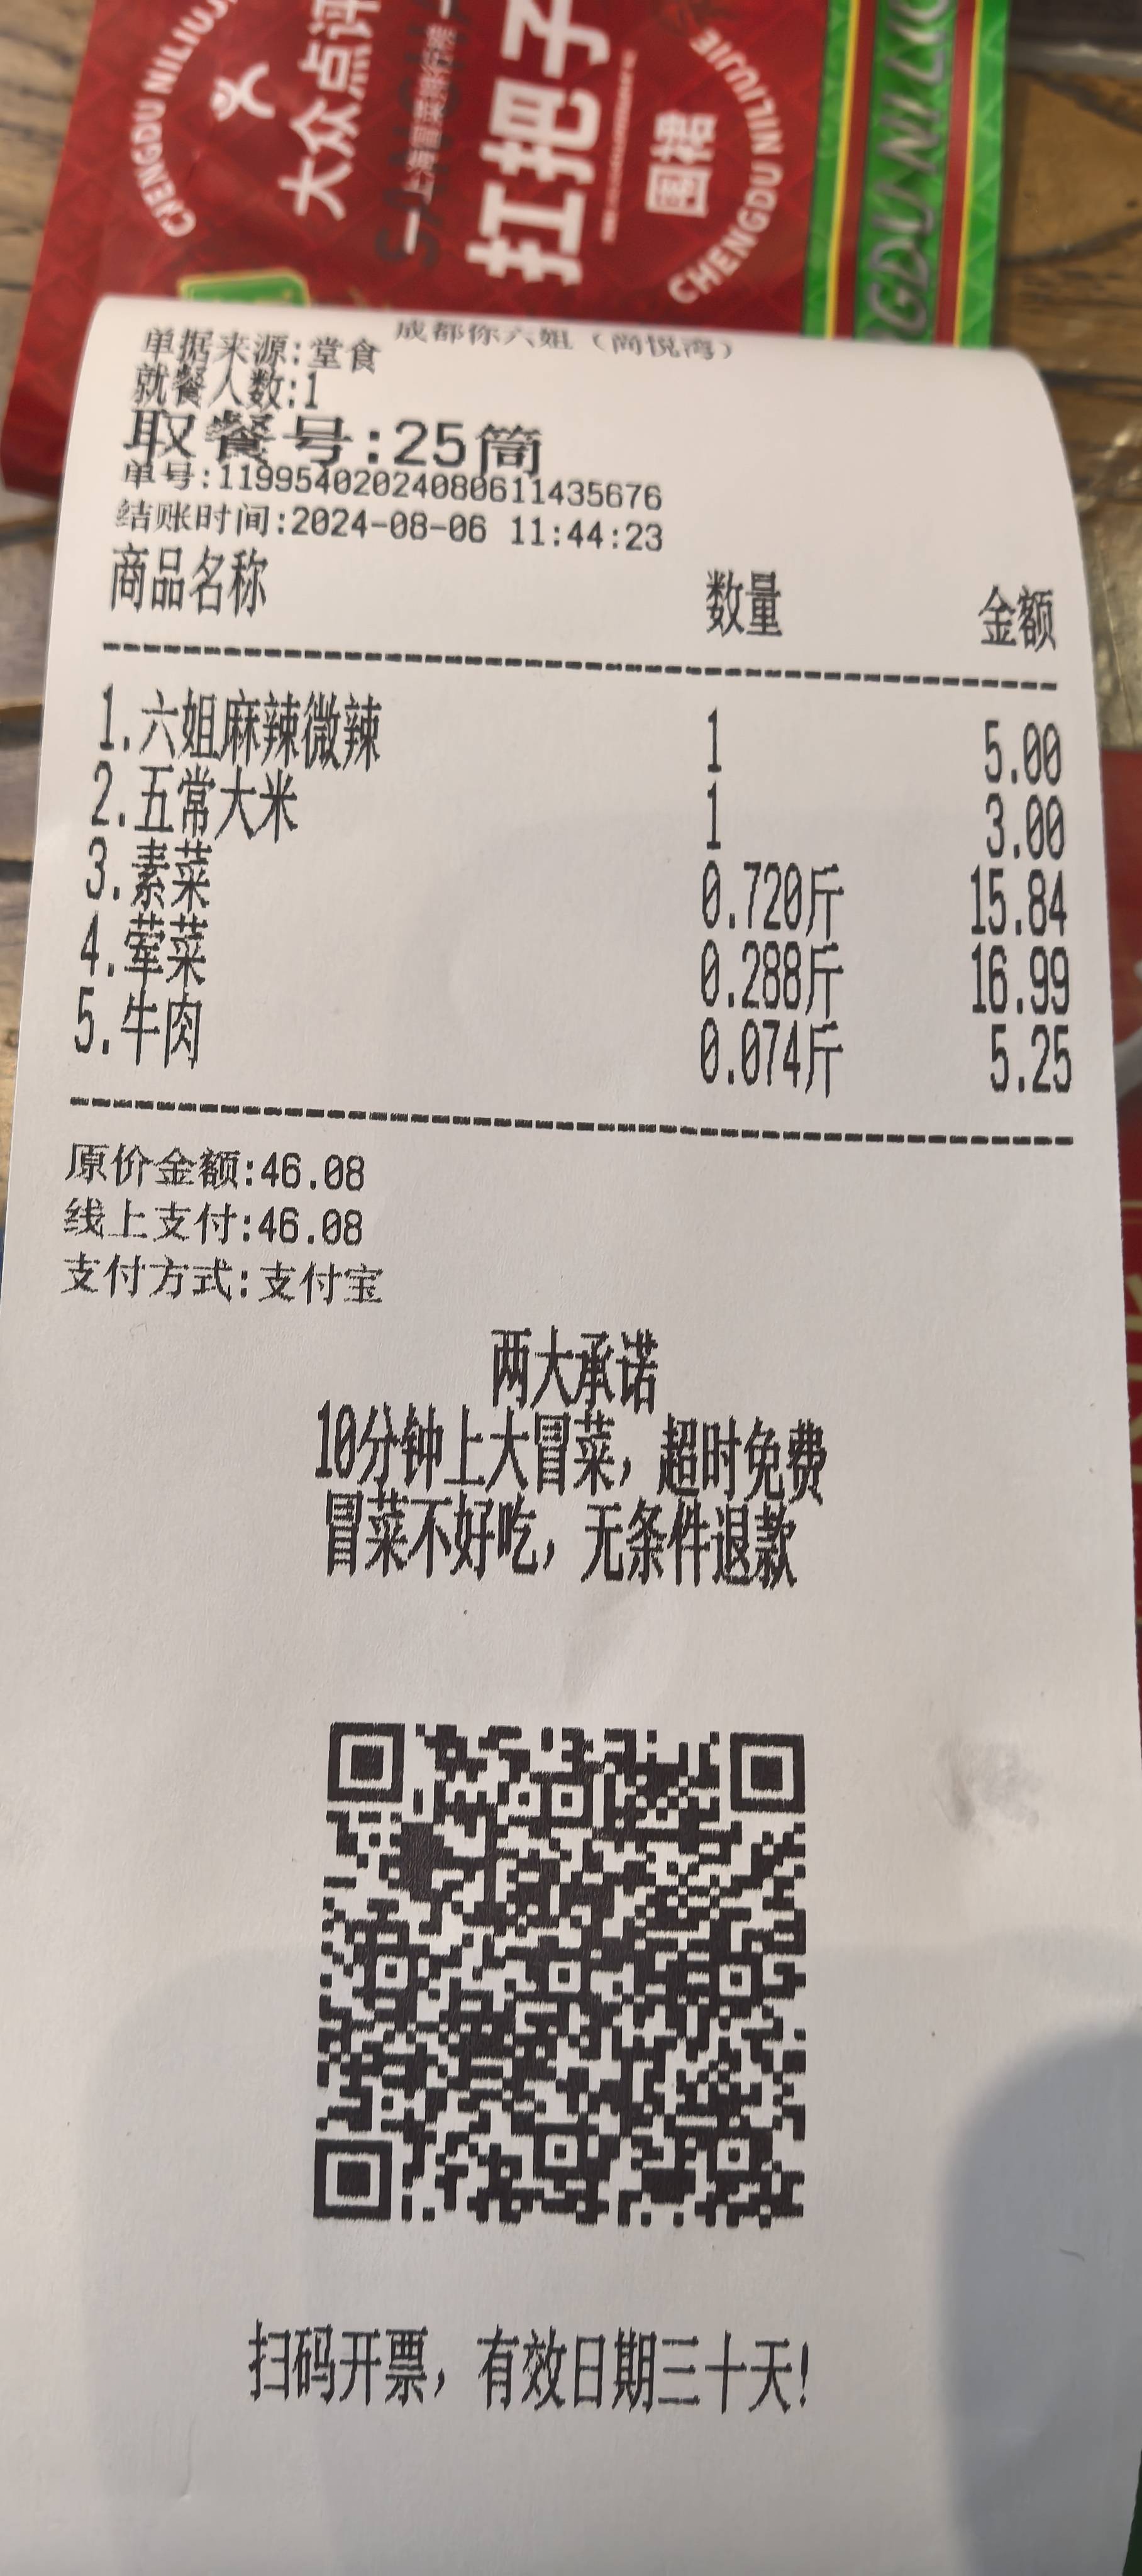 CHENGDU NILIUJIE
大众点评
扛把子
围裙
CHENGDU NILIUJIE
成都你六姐（尚悦湾）
单据来源:堂食
就餐人数:1
取餐号:25筒
单号:11995402024080611435676
结账时间:2024-08-06 11:44:23
商品名称 数量 金额
1.六姐麻辣微辣 1 5.00
2.五常大米 1 3.00
3.素菜 0.720斤 15.84
4.荤菜 0.288斤 16.99
5.牛肉 0.074斤 5.25
原价金额:46.08
线上支付:46.08
支付方式:支付宝
两大承诺
10分钟上大冒菜，超时免费
冒菜不好吃，无条件退款
扫码开票，有效日期三十天!